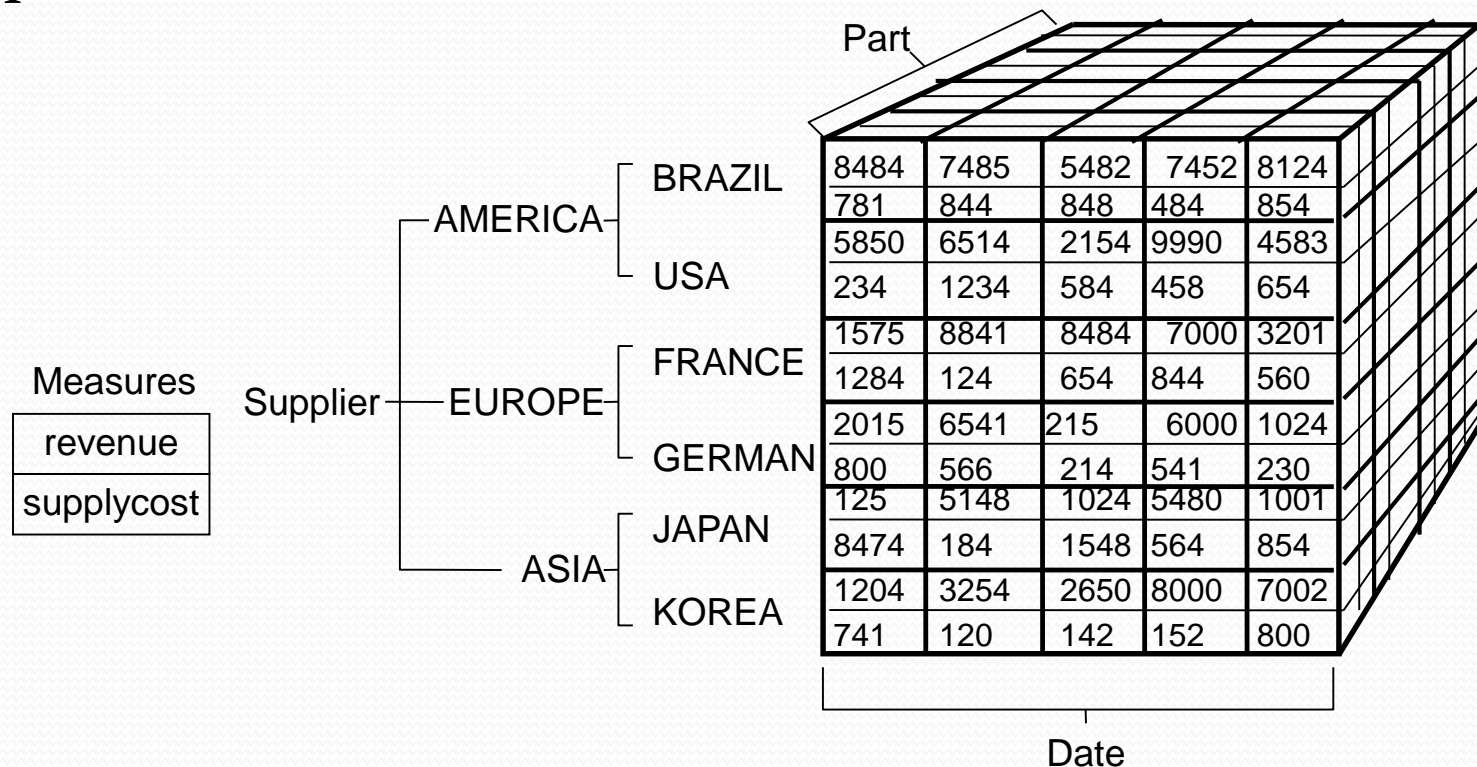 Part
Measures
revenue
supplycost
Supplier
AMERICA
EUROPE
ASIA
BRAZIL
USA
FRANCE
GERMAN
JAPAN
KOREA
8484 7485 5482 7452 8124
781 844 848 484 854
5850 6514 2154 9990 4583
234 1234 584 458 654
1575 8841 8484 7000 3201
1284 124 654 844 560
2015 6541 215 6000 1024
800 566 214 541 230
125 5148 1024 5480 1001
8474 184 1548 564 854
1204 3254 2650 8000 7002
741 120 142 152 800
Date